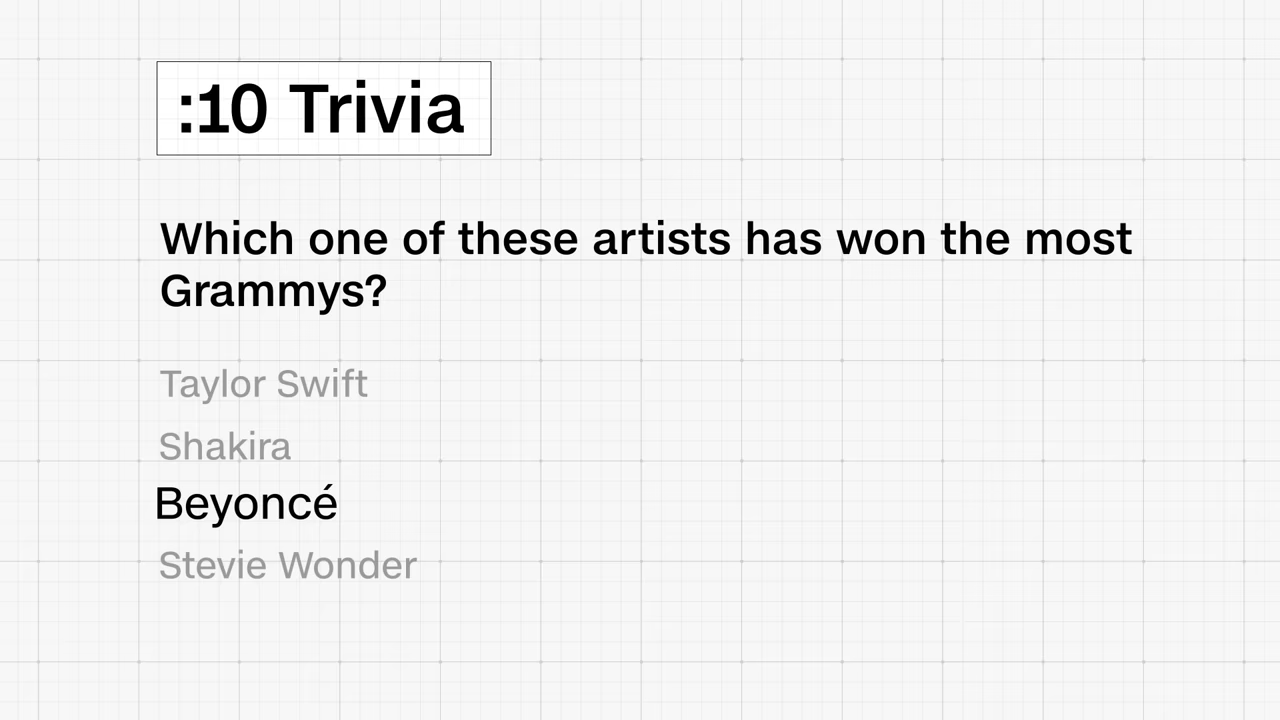 :10 Trivia
Which one of these artists has won the most
Grammys?
Taylor Swift
Shakira
Beyoncé
Stevie Wonder